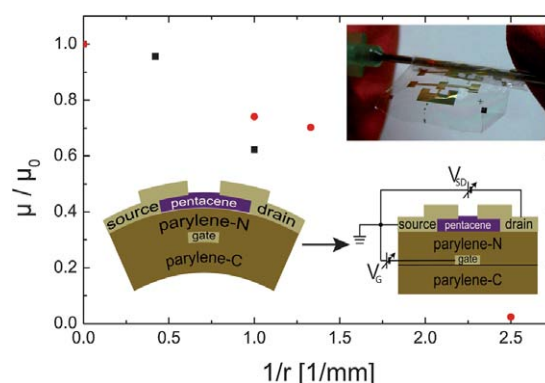 μ / μ₀
1.0
0.8
0.6
0.4
0.2
0.0
0.0 0.5 1.0 1.5 2.0 2.5
1/r [1/mm]
source pentacene drain
parylene-N
gate
parylene-C
V_SD
source pentacene drain
parylene-N
gate
V_G
parylene-C